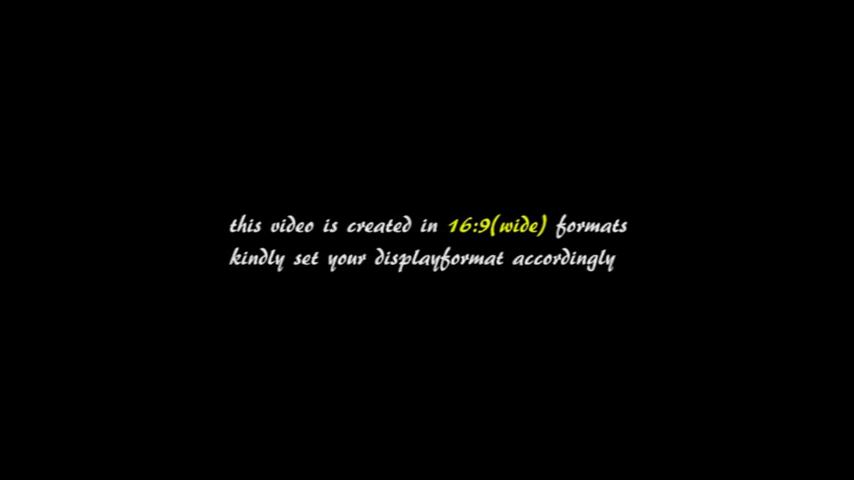 this video is created in 16:9(wide) formats
kindly set your displayformat accordingly